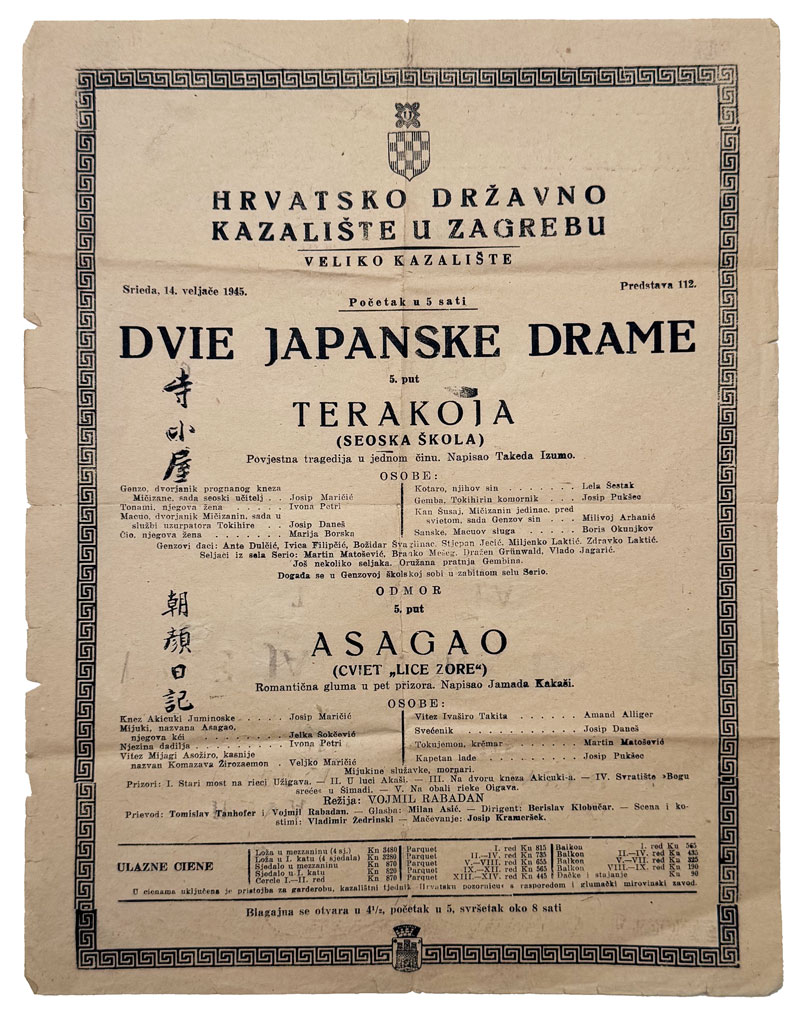 HRVATSKO DRŽAVNO
KAZALIŠTE U ZAGREBU
VELIKO KAZALIŠTE
Srieda, 14. veljače 1945.
Predstava 112.
Početak u 5 sati
DVIE JAPANSKE DRAME
5. put
寺小屋
TERAKOJA
(SEOSKA ŠKOLA)
Povjestna tragedija u jednom činu. Napisao Takeda Izumo.
OSOBE:
Genzo, dvorjanik prognanog kneza
Mičizane, sada seoski učitelj . . Josip Maričić
Tonami, njegova žena . . . . Ivona Petri
Macuo, dvorjanik Mičizanin, sada u
službi uzurpatora Tokihire . . Josip Daneš
Čio, njegova žena . . . . . . . Marija Borska
Kotaro, njihov sin . . . . . . . Lela Šestak
Gemba, Tokihirin komornik . . . Josip Pukšec
Kan Šusaj, Mičizanin jedinac, pred
svietom, sada Genzov sin . . . Milivoj Arhanić
Sanske, Macuov sluga . . . . . Boris Okunjkov
Genzovi daci: Ante Dulčić, Ivica Filipčić, Božidar Švaginac, Stjepan Jecić, Miljenko Laktić, Zdravko Laktić.
Seljaci iz sela Serio: Martin Matošević, Branko Mešeg, Dražen Grünwald, Vlado Jagarić.
Još nekoliko seljaka. Oružana pratnja Gembina.
Događa se u Genzovoj školskoj sobi u zabitnom selu Serio.
ODMOR
5. put
朝顔日記
ASAGAO
(CVIET „LICE ZORE“)
Romantična gluma u pet prizora. Napisao Jamada Kakaši.
OSOBE:
Knez Akicuki Juminoske . . . . . Josip Maričić
Mijuki, nazvana Asagao,
njegova kći . . . . . . . . Jelka Šokčević
Njezina dadilja . . . . . . . Ivona Petri
Vitez Mijagi Asožiro, kasnije
nazvan Komazava Žirozaemon . Veljko Maričić
Vitez Ivaširo Takita . . . . . . Amand Alliger
Svećenik . . . . . . . . . Josip Daneš
Tokujemon, krčmar . . . . . . Martin Matošević
Kapetan lađe . . . . . . . . Josip Pukšec
Mijukine služavke, mornari.
Prizori: I. Stari most na rieci Užigava. — II. U luci Akaši. — III. Na dvoru kneza Akicuki-a. — IV. Svratište »Bogu
sreće« u Šimadi. — V. Na obali rieke Oigava.
Režija: VOJMIL RABADAN
Prievod: Tomislav Tanhofer i Vojmil Rabadan. — Glasba: Milan Asić. — Dirigent: Berislav Klobučar. — Scena i ko-
stimi: Vladimir Žedrinski. — Mačevanje: Josip Krameršek.
ULAZNE CIENE
Loža u mezzaninu (4 sj.) Kn 3480
Loža u I. katu (4 sjedala) Kn 3280
Sjedalo u mezzaninu Kn 870
Sjedalo u I. katu Kn 820
Cercle I.—II. red Kn 870
Parquet I. red Kn 815
Parquet II.—IV. red Kn 735
Parquet V.—VIII. red Kn 655
Parquet IX.—XII. red Kn 565
Parquet XIII.—XIV. red Kn 445
Balkon I. red Kn 565
Balkon II.—IV. red Kn 435
Balkon V.—VII. red Kn 325
Balkon VIII.—IX. red Kn 190
Đačke i stajanje Kn 90
U cienama uključena je pristojba za garderobu, kazalištni tjednik Hrvatsku pozornicu s rasporedom i glumački mirovinski zavod.
Blagajna se otvara u 4½, početak u 5, svršetak oko 8 sati